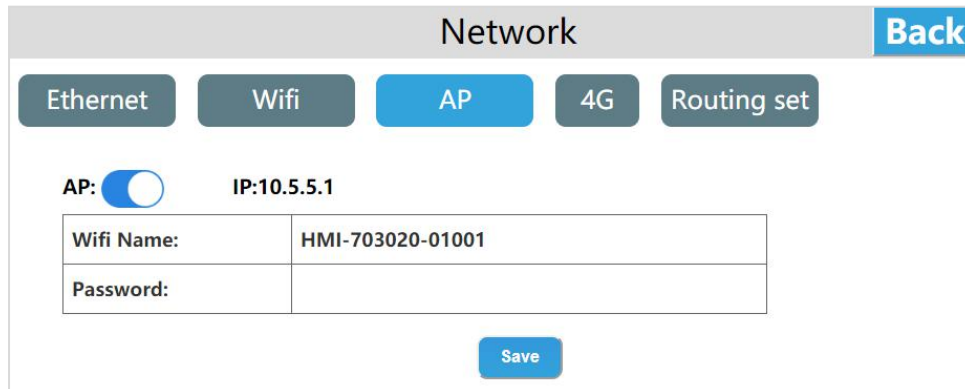 Network
Back
Ethernet Wifi AP 4G Routing set
AP: IP:10.5.5.1
Wifi Name: HMI-703020-01001
Password:
Save